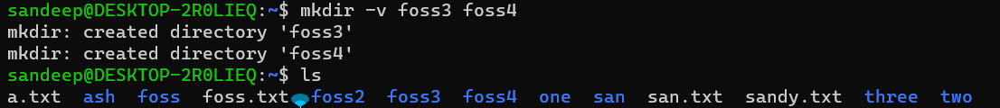 sandeep@DESKTOP-2R0LIEQ:~$ mkdir -v foss3 foss4
mkdir: created directory 'foss3'
mkdir: created directory 'foss4'
sandeep@DESKTOP-2R0LIEQ:~$ ls
a.txt  ash  foss  foss.txt  foss2  foss3  foss4  one  san  san.txt  sandy.txt  three  two